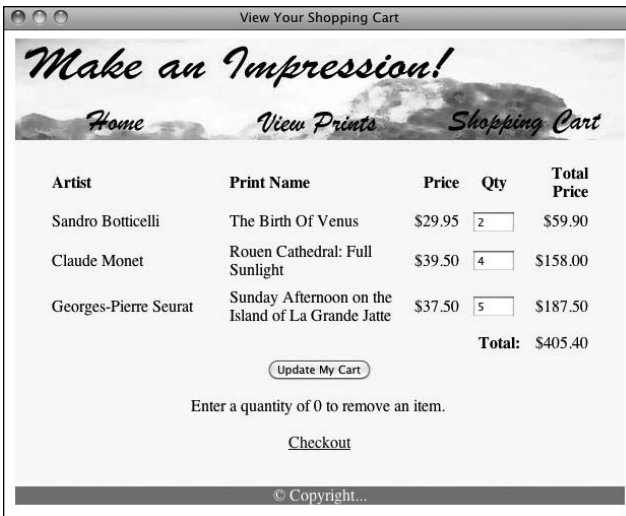 View Your Shopping Cart
Make an Impression!
Home View Prints Shopping Cart
Artist Print Name Price Qty Total Price
Sandro Botticelli The Birth Of Venus $29.95 2 $59.90
Claude Monet Rouen Cathedral: Full Sunlight $39.50 4 $158.00
Georges-Pierre Seurat Sunday Afternoon on the Island of La Grande Jatte $37.50 5 $187.50
Total: $405.40
Update My Cart
Enter a quantity of 0 to remove an item.
Checkout
© Copyright...